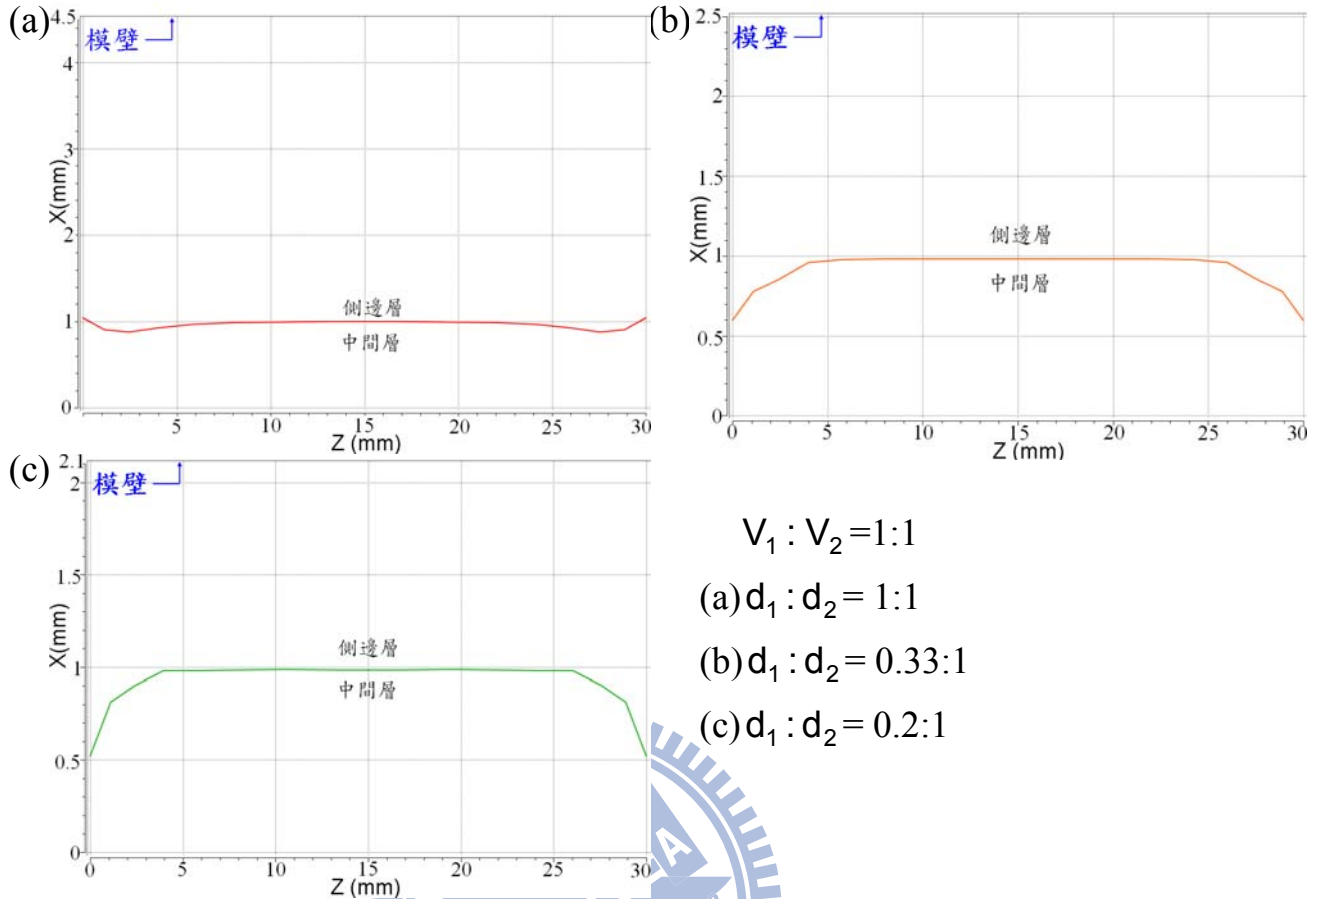 (a)
4.5
模壁
4
3
X(mm)
2
側邊層
1
中間層
0
5 10 15 20 25 30
Z (mm)
(b)
2.5
模壁
2
1.5
X(mm)
側邊層
1
中間層
0.5
0
0 5 10 15 20 25 30
Z (mm)
(c)
2.1
2
模壁
1.5
X(mm)
側邊層
1
中間層
0.5
0
0 5 10 15 20 25 30
Z (mm)
V₁ : V₂ =1:1
(a) d₁ : d₂ = 1:1
(b) d₁ : d₂ = 0.33:1
(c) d₁ : d₂ = 0.2:1
A